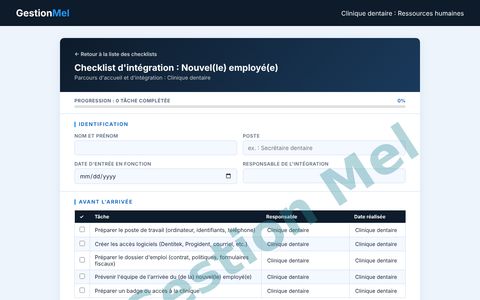 GestionMel
Clinique dentaire : Ressources humaines
← Retour à la liste des checklists
Checklist d'intégration : Nouvel(le) employé(e)
Parcours d'accueil et d'intégration : Clinique dentaire
PROGRESSION : 0 TÂCHE COMPLÉTÉE 0%
IDENTIFICATION
NOM ET PRÉNOM POSTE
ex. : Secrétaire dentaire
DATE D'ENTRÉE EN FONCTION RESPONSABLE DE L'INTÉGRATION
mm/dd/yyyy
AVANT L'ARRIVÉE
✓ Tâche Responsable Date réalisée
Préparer le poste de travail (ordinateur, identifiants, téléphone) Clinique dentaire Clinique dentaire
Créer les accès logiciels (Dentitek, Progident, courriel, etc.) Clinique dentaire Clinique dentaire
Préparer le dossier d'emploi (contrat, politiques, formulaires
fiscaux) Clinique dentaire Clinique dentaire
Prévenir l'équipe de l'arrivée du (de la) nouvel(le) employé(e) Clinique dentaire Clinique dentaire
Préparer un badge ou accès à la clinique Clinique dentaire Clinique dentaire
Gestion Mel